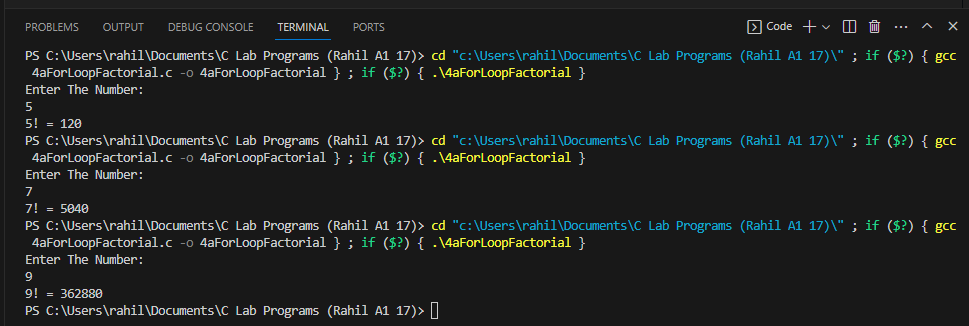 PROBLEMS OUTPUT DEBUG CONSOLE TERMINAL PORTS Code
PS C:\Users\rahil\Documents\C Lab Programs (Rahil A1 17)> cd "c:\Users\rahil\Documents\C Lab Programs (Rahil A1 17)\" ; if ($?) { gcc
4aForLoopFactorial.c -o 4aForLoopFactorial } ; if ($?) { .\4aForLoopFactorial }
Enter The Number:
5
5! = 120
PS C:\Users\rahil\Documents\C Lab Programs (Rahil A1 17)> cd "c:\Users\rahil\Documents\C Lab Programs (Rahil A1 17)\" ; if ($?) { gcc
4aForLoopFactorial.c -o 4aForLoopFactorial } ; if ($?) { .\4aForLoopFactorial }
Enter The Number:
7
7! = 5040
PS C:\Users\rahil\Documents\C Lab Programs (Rahil A1 17)> cd "c:\Users\rahil\Documents\C Lab Programs (Rahil A1 17)\" ; if ($?) { gcc
4aForLoopFactorial.c -o 4aForLoopFactorial } ; if ($?) { .\4aForLoopFactorial }
Enter The Number:
9
9! = 362880
PS C:\Users\rahil\Documents\C Lab Programs (Rahil A1 17)>